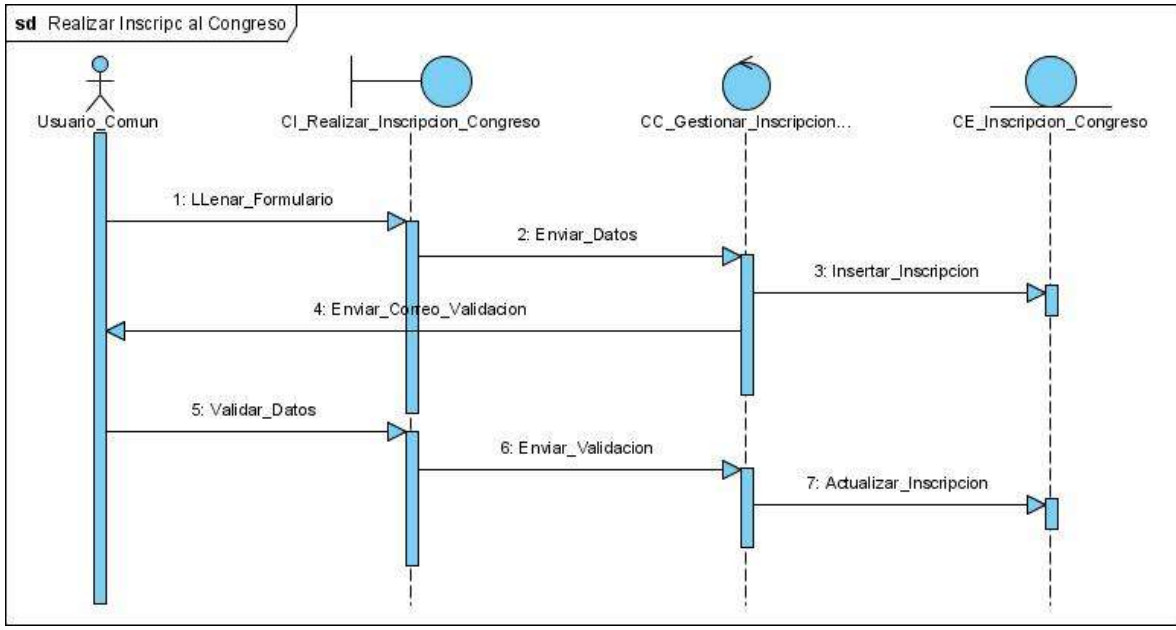 sd Realizar Inscripc al Congreso
Usuario_Comun
CI_Realizar_Inscripcion_Congreso
CC_Gestionar_Inscripcion...
CE_Inscripcion_Congreso
1: LLenar_Formulario
2: Enviar_Datos
3: Insertar_Inscripcion
4: Enviar_Correo_Validacion
5: Validar_Datos
6: Enviar_Validacion
7: Actualizar_Inscripcion